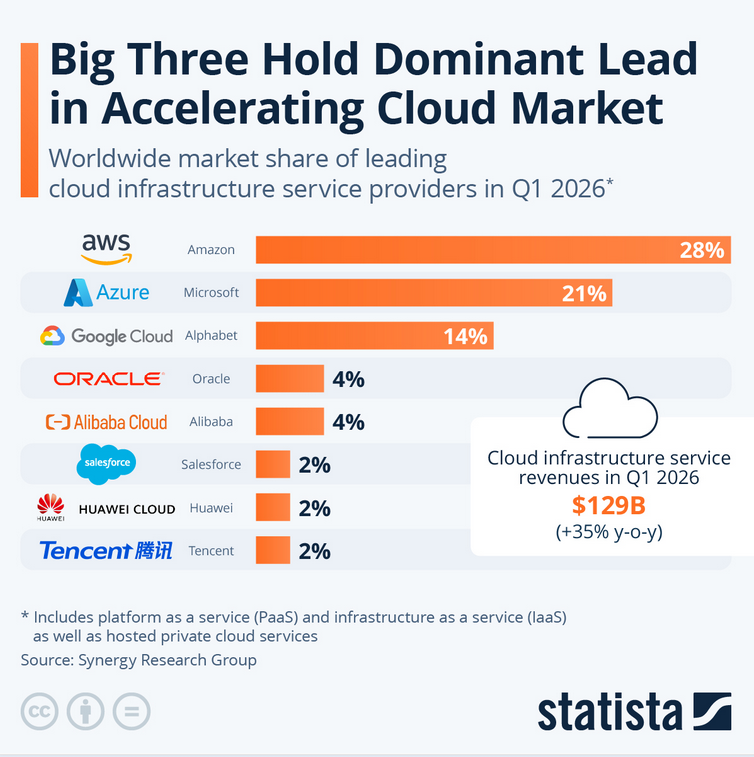 Big Three Hold Dominant Lead
in Accelerating Cloud Market
Worldwide market share of leading
cloud infrastructure service providers in Q1 2026*
aws Amazon 28%
Azure Microsoft 21%
Google Cloud Alphabet 14%
ORACLE Oracle 4%
Alibaba Cloud Alibaba 4%
salesforce Salesforce 2%
HUAWEI HUAWEI CLOUD Huawei 2%
Tencent 腾讯 Tencent 2%
Cloud infrastructure service
revenues in Q1 2026
$129B
(+35% y-o-y)
* Includes platform as a service (PaaS) and infrastructure as a service (IaaS)
as well as hosted private cloud services
Source: Synergy Research Group
cc
statista